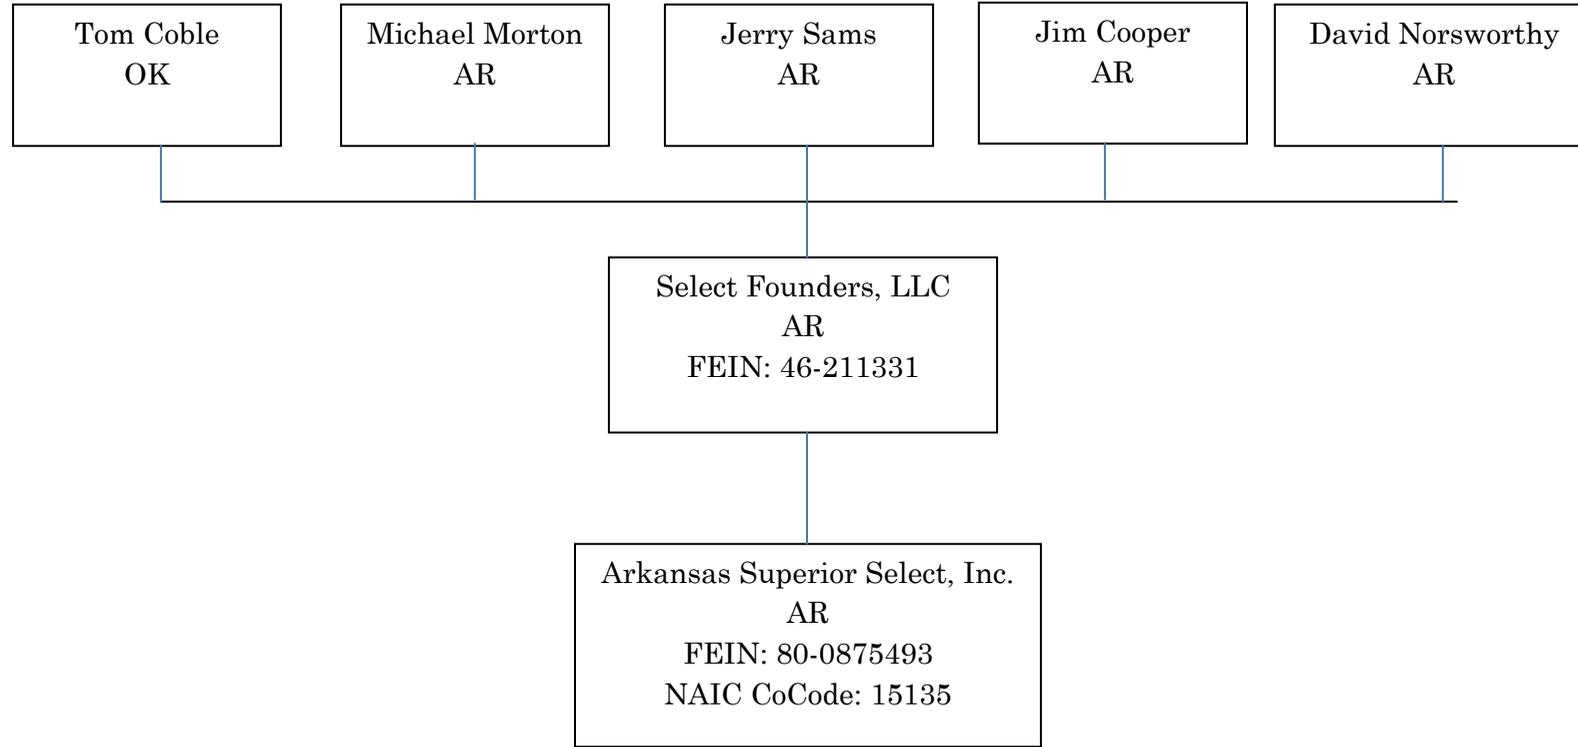 Tom Coble
OK
Michael Morton
AR
Jerry Sams
AR
Jim Cooper
AR
David Norsworthy
AR
Select Founders, LLC
AR
FEIN: 46-211331
Arkansas Superior Select, Inc.
AR
FEIN: 80-0875493
NAIC CoCode: 15135